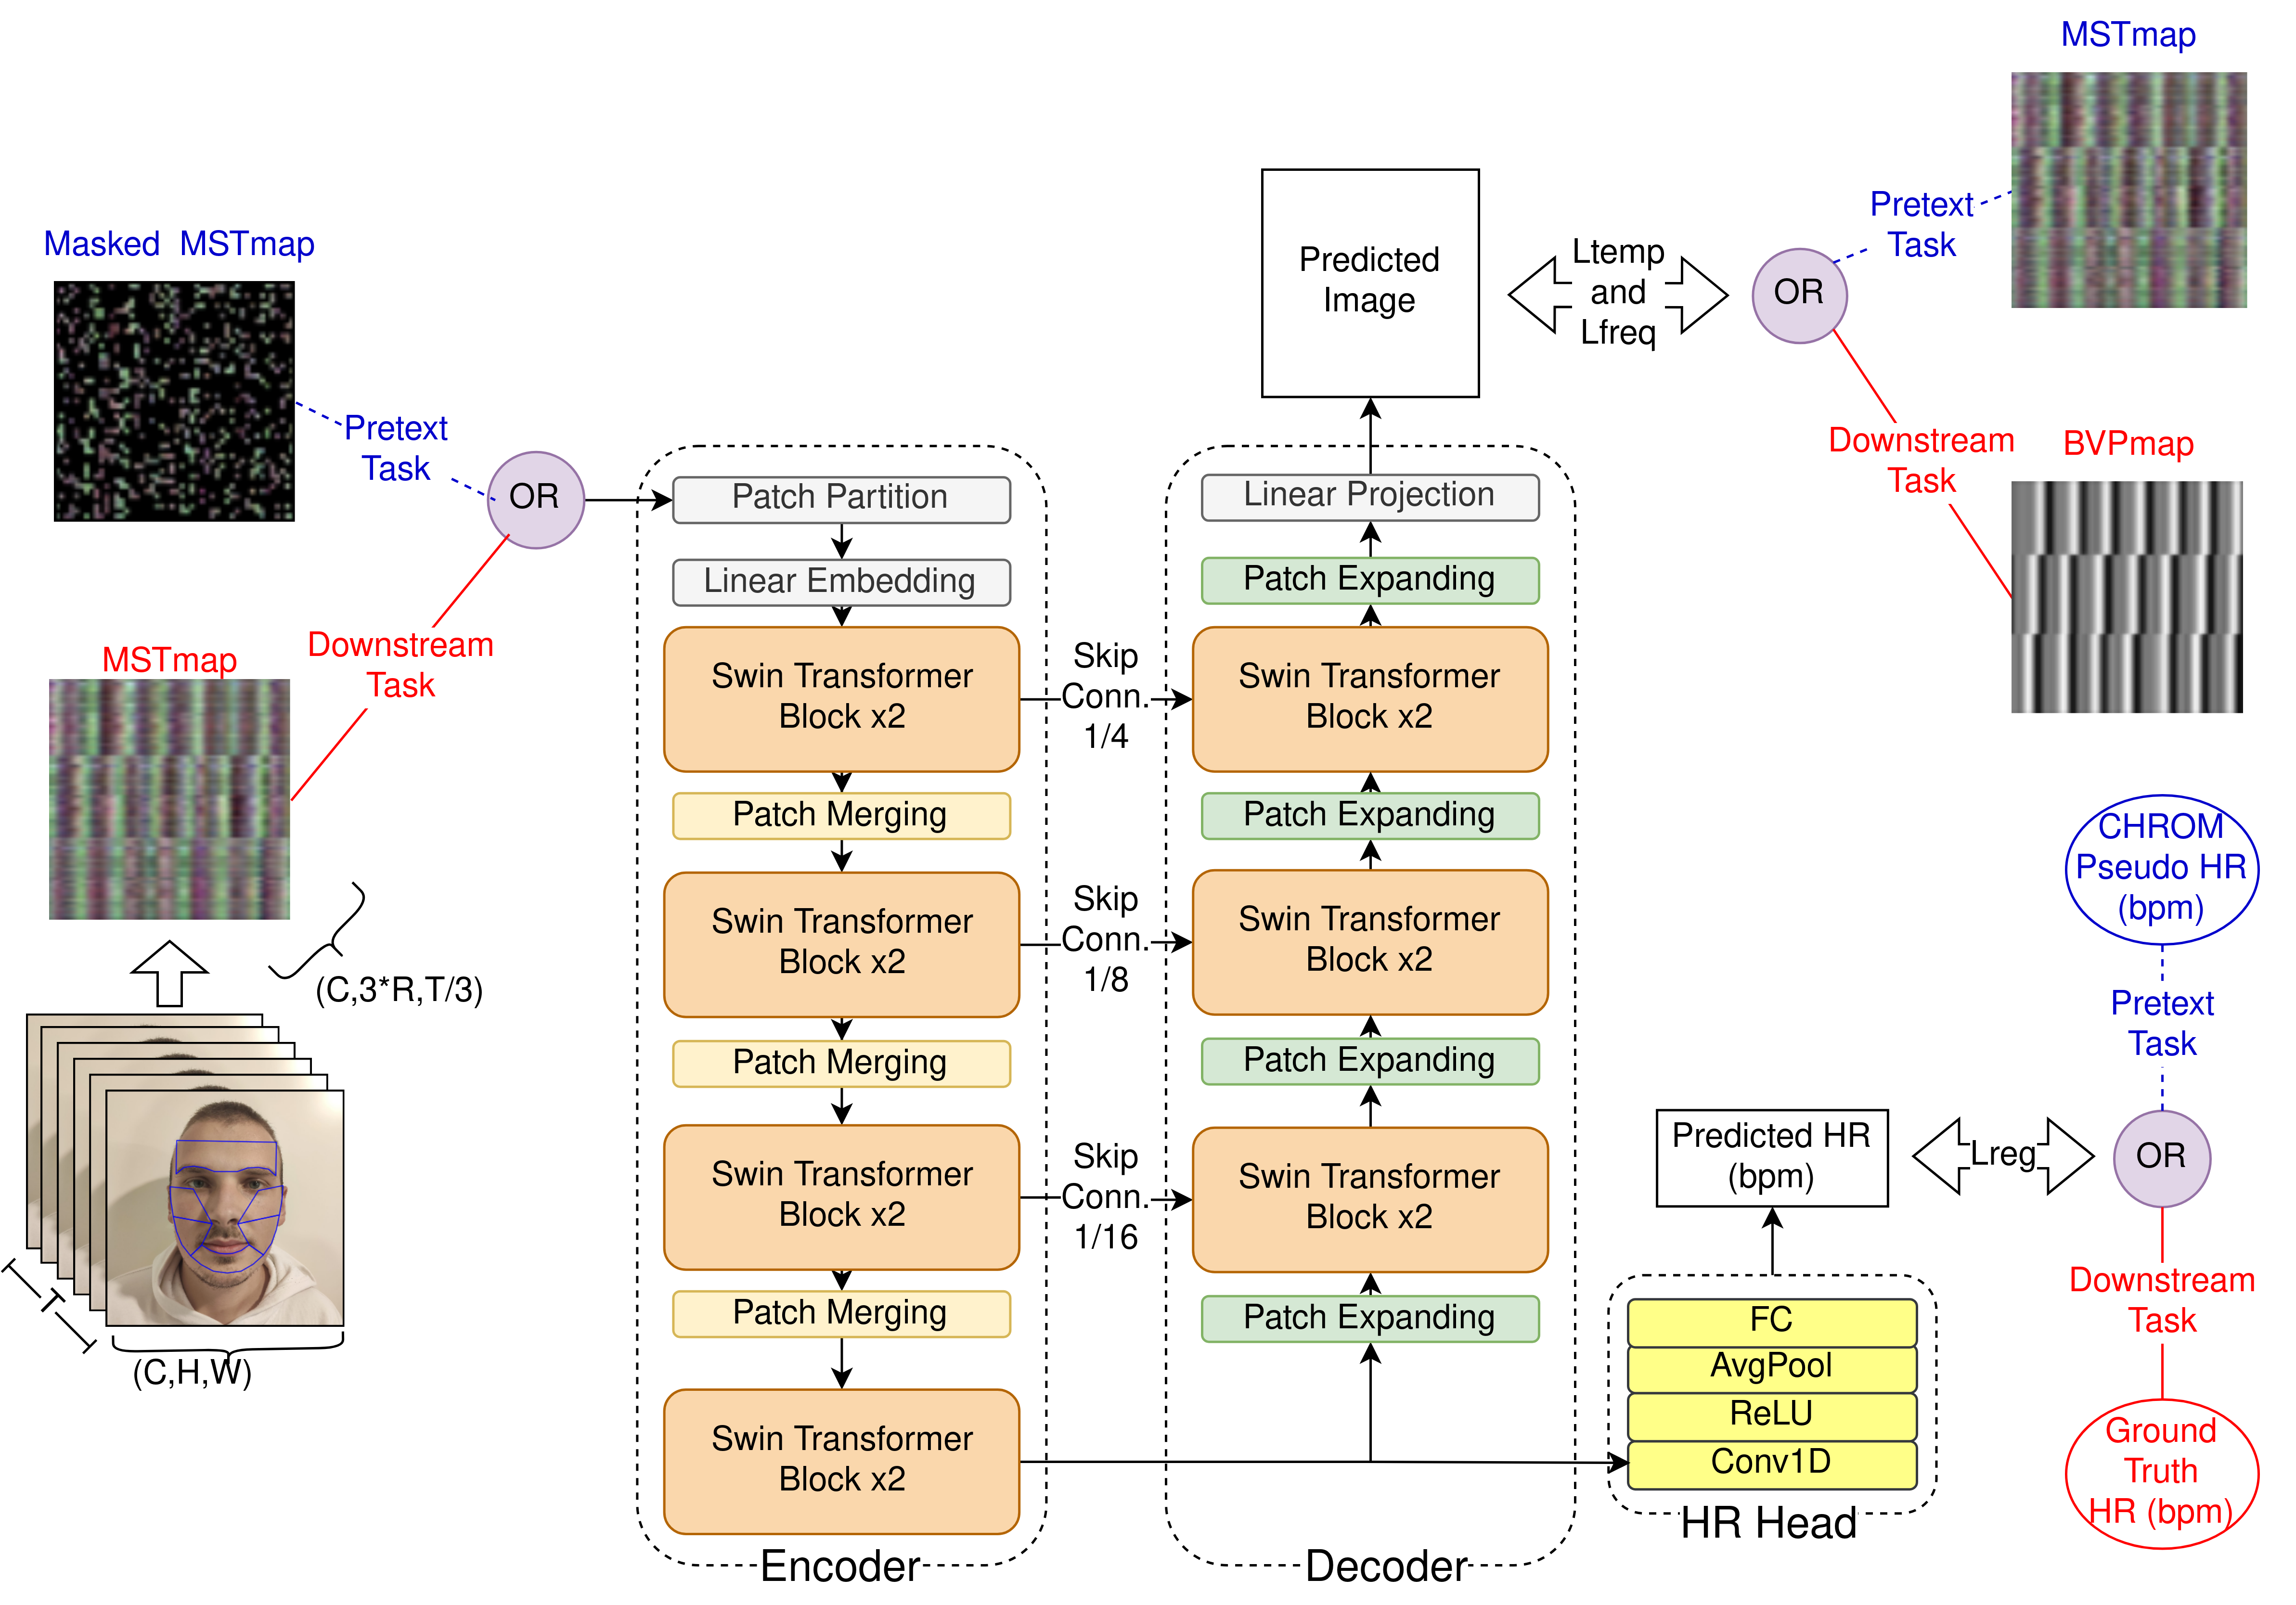 MSTmap
Pretext
Task
Ltemp
and
Lfreq
OR
Predicted
Image
Downstream
Task
BVPmap
Masked  MSTmap
Pretext
Task
OR
Downstream
Task
MSTmap
(C,3*R,T/3)
T
(C,H,W)
Patch Partition
Linear Embedding
Swin Transformer
Block x2
Patch Merging
Swin Transformer
Block x2
Patch Merging
Swin Transformer
Block x2
Patch Merging
Swin Transformer
Block x2
Encoder
Skip
Conn.
1/4
Skip
Conn.
1/8
Skip
Conn.
1/16
Linear Projection
Patch Expanding
Swin Transformer
Block x2
Patch Expanding
Swin Transformer
Block x2
Patch Expanding
Swin Transformer
Block x2
Patch Expanding
Decoder
Predicted HR
(bpm)
FC
AvgPool
ReLU
Conv1D
HR Head
Lreg
CHROM
Pseudo HR
(bpm)
Pretext
Task
OR
Downstream
Task
Ground
Truth
HR (bpm)